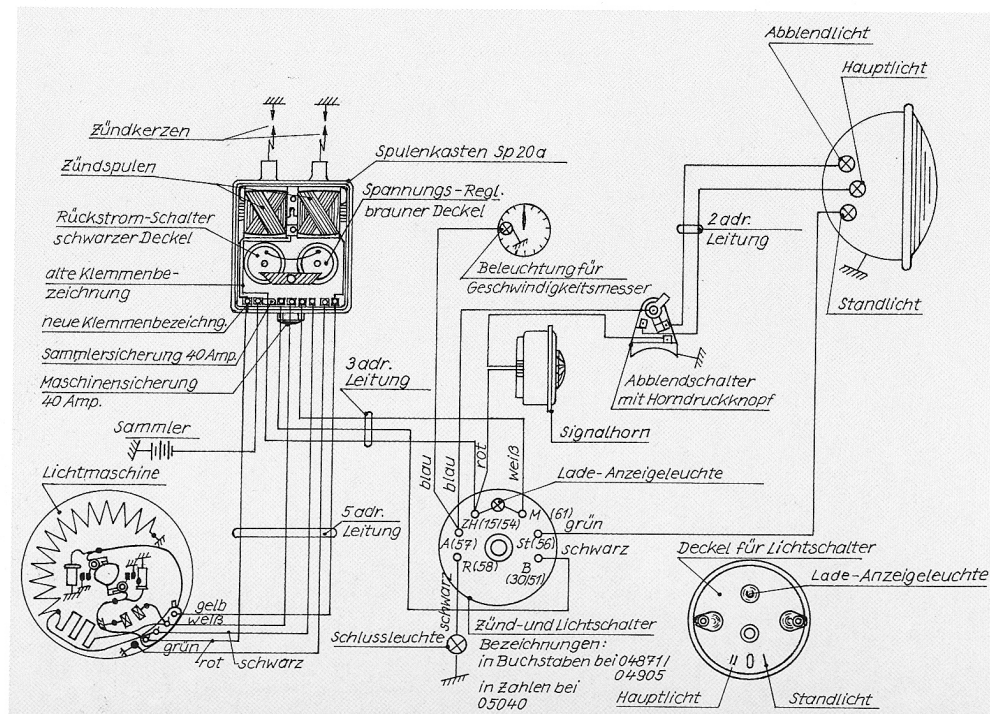 Abblendlicht
Hauptlicht
Zündkerzen
Zündspulen
Spulenkasten Sp 20 a
Spannungs-Regl.
brauner Deckel
Rückstrom-Schalter
schwarzer Deckel
2 adr.
Leitung
alte Klemmenbe-
zeichnung
Beleuchtung für
Geschwindigkeitsmesser
Standlicht
neue Klemmenbezeichng.
Sammlersicherung 40 Amp.
Maschinensicherung
40 Amp.
3 adr.
Leitung
Abblendschalter
mit Horndruckknopf
Signalhorn
Sammler
Lichtmaschine
blau
blau
rot
weiß
Lade-Anzeigeleuchte
5 adr.
Leitung
ZH (15/54)
M (61)
grün
A(57)
St(56)
schwarz
R(58)
B
(30/51)
Deckel für Lichtschalter
Lade-Anzeigeleuchte
gelb
weiß
grün
rot
schwarz
schwarz
Schlussleuchte
Zünd-und Lichtschalter
Bezeichnungen:
in Buchstaben bei 04871/
04905
in Zahlen bei
05040
Hauptlicht
Standlicht